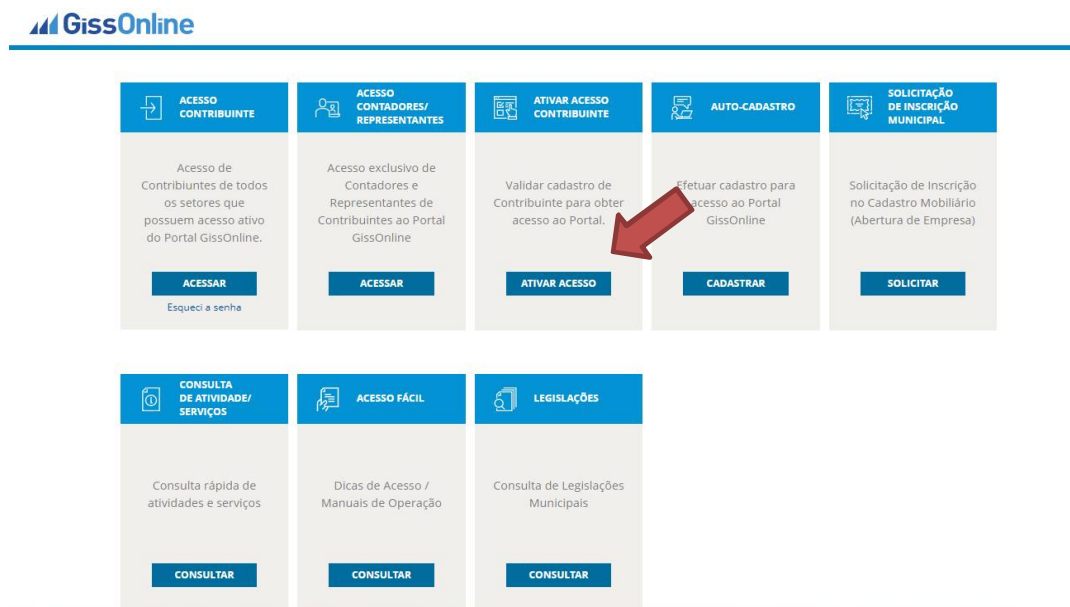 GissOnline
ACESSO
CONTRIBUINTE
Acesso de
Contribiuntes de todos
os setores que
possuem acesso ativo
do Portal GissOnline.
ACESSAR
Esqueci a senha
ACESSO
CONTADORES/
REPRESENTANTES
Acesso exclusivo de
Contadores e
Representantes de
Contribuintes ao Portal
GissOnline
ACESSAR
ATIVAR ACESSO
CONTRIBUINTE
Validar cadastro de
Contribuinte para obter
acesso ao Portal.
ATIVAR ACESSO
AUTO-CADASTRO
Efetuar cadastro para
acesso ao Portal
GissOnline
CADASTRAR
SOLICITAÇÃO
DE INSCRIÇÃO
MUNICIPAL
Solicitação de Inscrição
no Cadastro Mobiliário
(Abertura de Empresa)
SOLICITAR
CONSULTA
DE ATIVIDADE/
SERVIÇOS
Consulta rápida de
atividades e serviços
CONSULTAR
ACESSO FÁCIL
Dicas de Acesso /
Manuais de Operação
CONSULTAR
LEGISLAÇÕES
Consulta de Legislações
Municipais
CONSULTAR